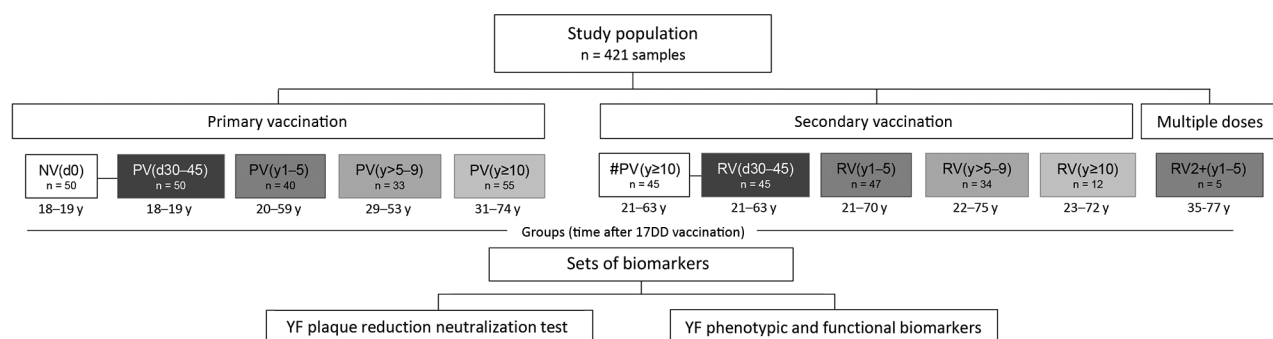 Study population
n = 421 samples
Primary vaccination
Secondary vaccination
Multiple doses
NV(d0)
n = 50
PV(d30–45)
n = 50
PV(y1–5)
n = 40
PV(y>5–9)
n = 33
PV(y≥10)
n = 55
#PV(y≥10)
n = 45
RV(d30–45)
n = 45
RV(y1–5)
n = 47
RV(y>5–9)
n = 34
RV(y≥10)
n = 12
RV2+(y1–5)
n = 5
18–19 y
18–19 y
20–59 y
29–53 y
31–74 y
21–63 y
21–63 y
21–70 y
22–75 y
23–72 y
35-77 y
Groups (time after 17DD vaccination)
Sets of biomarkers
YF plaque reduction neutralization test
YF phenotypic and functional biomarkers